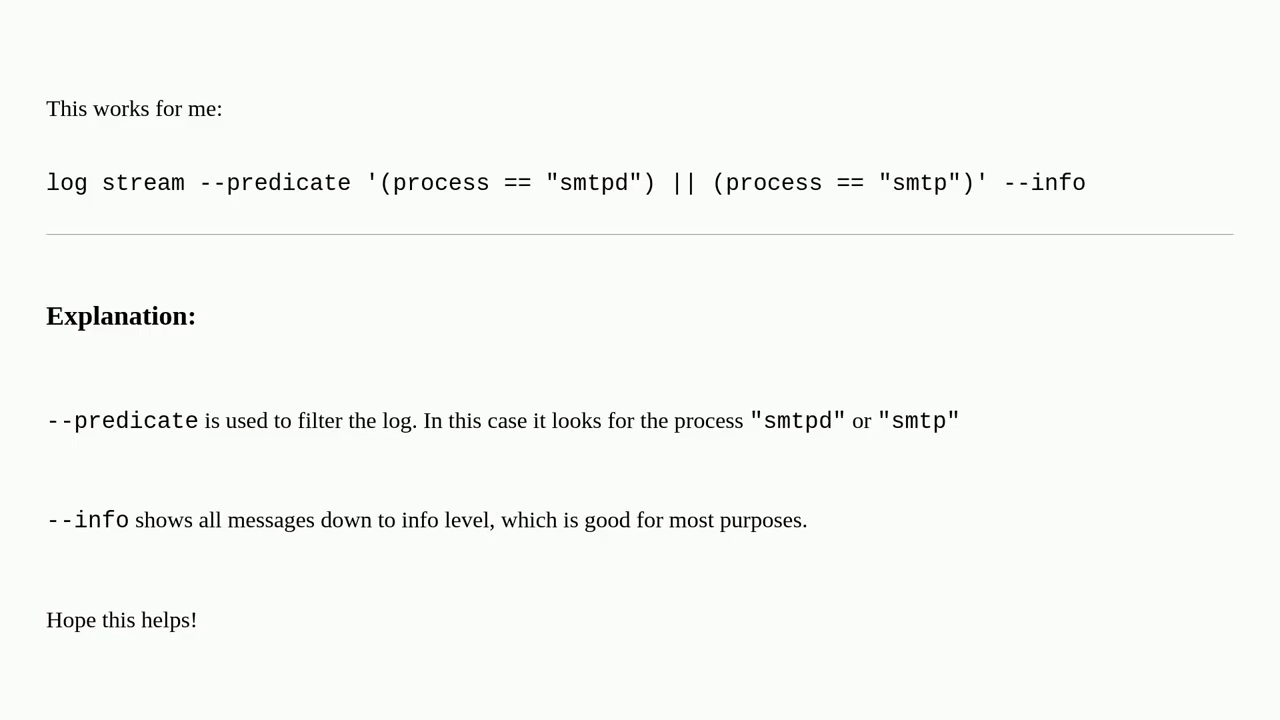 This works for me:
log stream --predicate '(process == "smtpd") || (process == "smtp")' --info
Explanation:
--predicate is used to filter the log. In this case it looks for the process "smtpd" or "smtp"
--info shows all messages down to info level, which is good for most purposes.
Hope this helps!